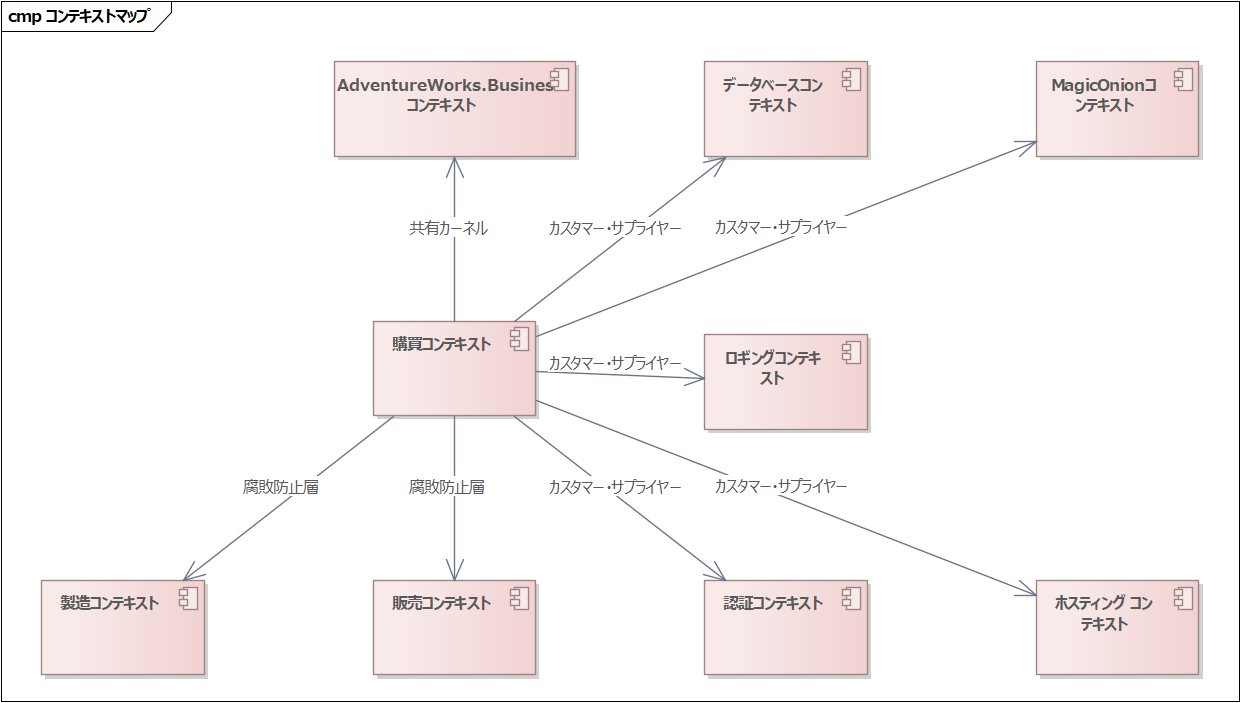 cmp コンテキストマップ
AdventureWorks.Busines
コンテキスト
データベースコン
テキスト
MagicOnionコ
ンテキスト
共有カーネル
カスタマー・サプライヤー
カスタマー・サプライヤー
購買コンテキスト
カスタマー・サプライヤー
ロギングコンテキ
スト
腐敗防止層
腐敗防止層
カスタマー・サプライヤー
カスタマー・サプライヤー
製造コンテキスト
販売コンテキスト
認証コンテキスト
ホスティング コン
テキスト